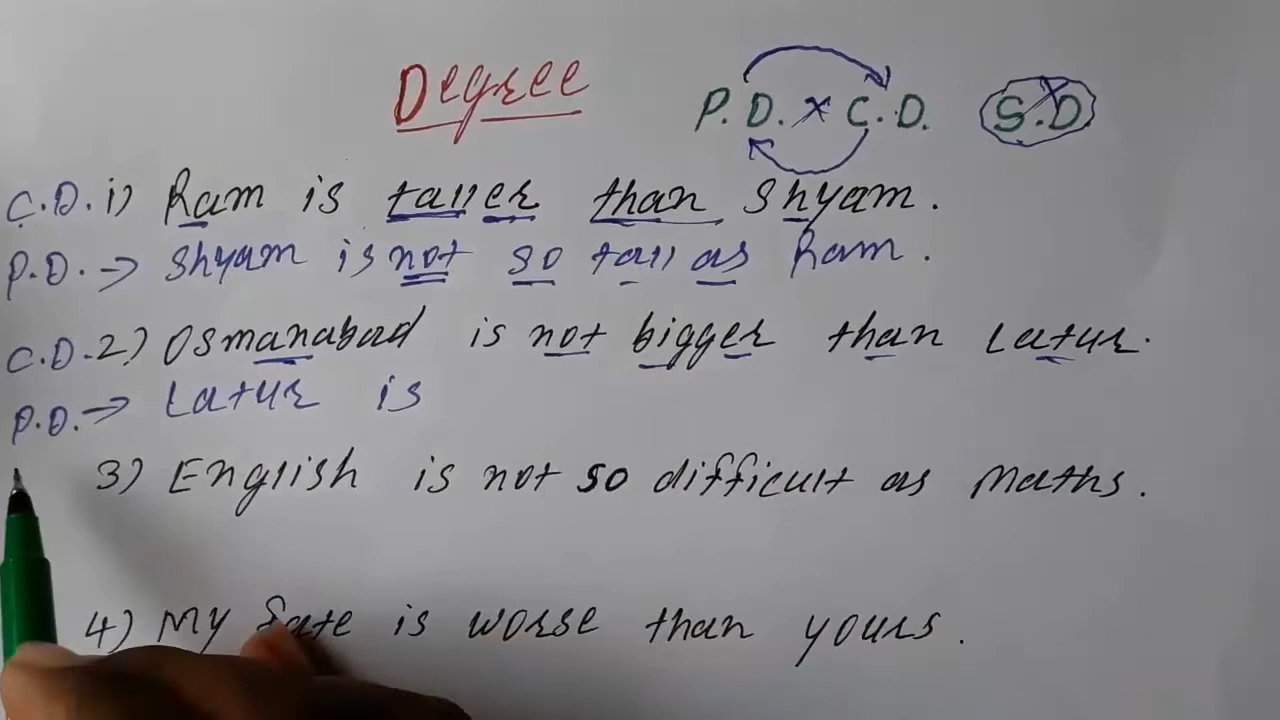 Degree P.D. × C.D. S.D.
C.D. 1) Ram is taller than Shyam.
P.D. → Shyam is not so tall as Ram.
C.D. 2) Osmanabad is not bigger than Latur.
P.D. → Latur is
3) English is not so difficult as Maths.
4) My fate is worse than yours.